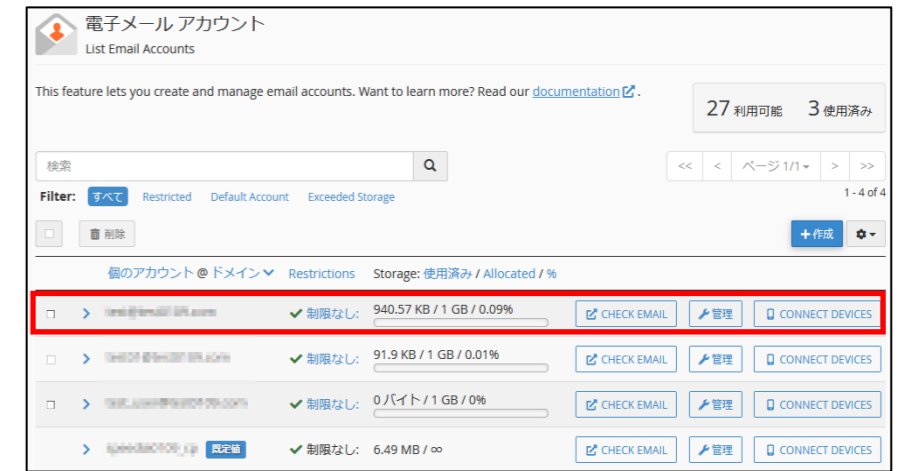 電子メール アカウント
List Email Accounts
This feature lets you create and manage email accounts. Want to learn more? Read our documentation .
27 利用可能 3 使用済み
検索
<< < ページ 1/1 > >>
Filter: すべて Restricted Default Account Exceeded Storage
1 - 4 of 4
削除
+作成
個のアカウント @ ドメイン Restrictions Storage: 使用済み / Allocated / %
制限なし: 940.57 KB / 1 GB / 0.09% CHECK EMAIL 管理 CONNECT DEVICES
制限なし: 91.9 KB / 1 GB / 0.01% CHECK EMAIL 管理 CONNECT DEVICES
制限なし: 0 バイト / 1 GB / 0% CHECK EMAIL 管理 CONNECT DEVICES
既定値 制限なし: 6.49 MB / ∞ CHECK EMAIL 管理 CONNECT DEVICES